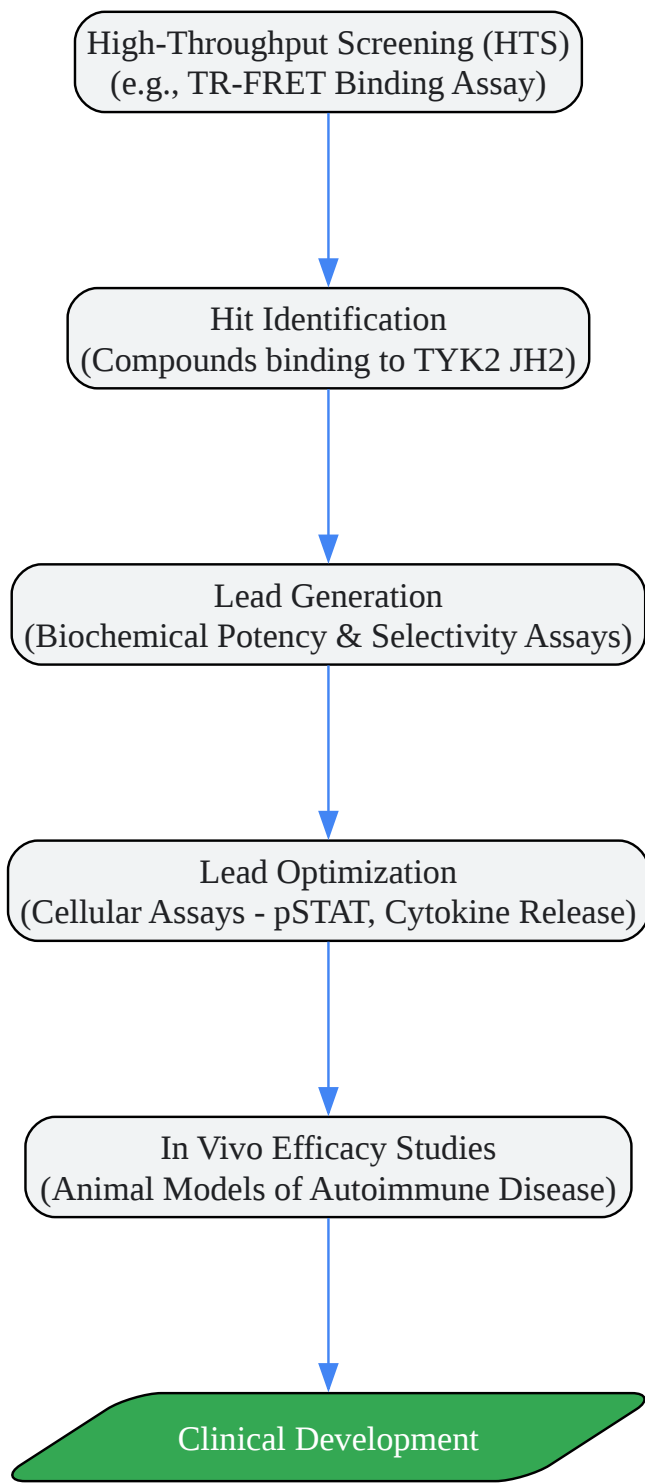 High-Throughput Screening (HTS)
(e.g., TR-FRET Binding Assay)
Hit Identification
(Compounds binding to TYK2 JH2)
Lead Generation
(Biochemical Potency & Selectivity Assays)
Lead Optimization
(Cellular Assays - pSTAT, Cytokine Release)
In Vivo Efficacy Studies
(Animal Models of Autoimmune Disease)
Clinical Development